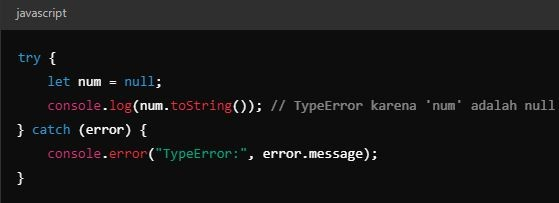 javascript
try {
    let num = null;
    console.log(num.toString()); // TypeError karena 'num' adalah null
} catch (error) {
    console.error("TypeError:", error.message);
}